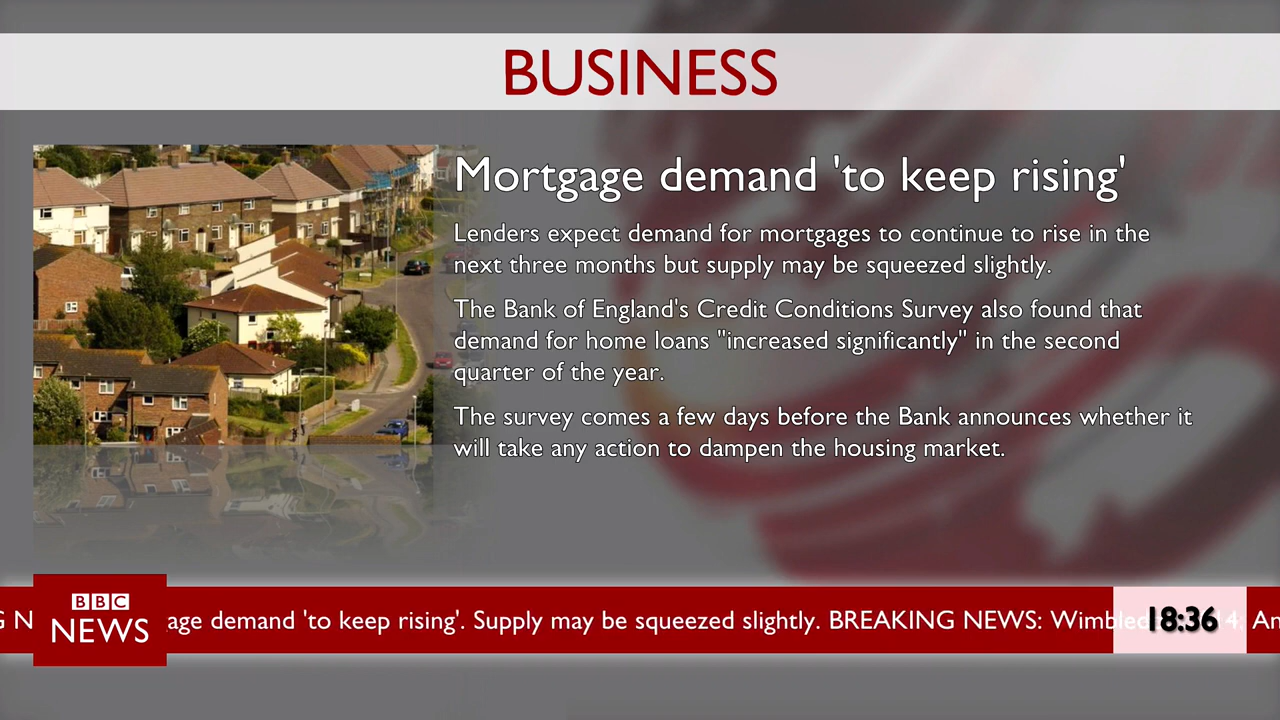 BUSINESS
Mortgage demand 'to keep rising'
Lenders expect demand for mortgages to continue to rise in the
next three months but supply may be squeezed slightly.
The Bank of England's Credit Conditions Survey also found that
demand for home loans "increased significantly" in the second
quarter of the year.
The survey comes a few days before the Bank announces whether it
will take any action to dampen the housing market.
BBC
NEWS
demand 'to keep rising'. Supply may be squeezed slightly. BREAKING NEWS:
18:36